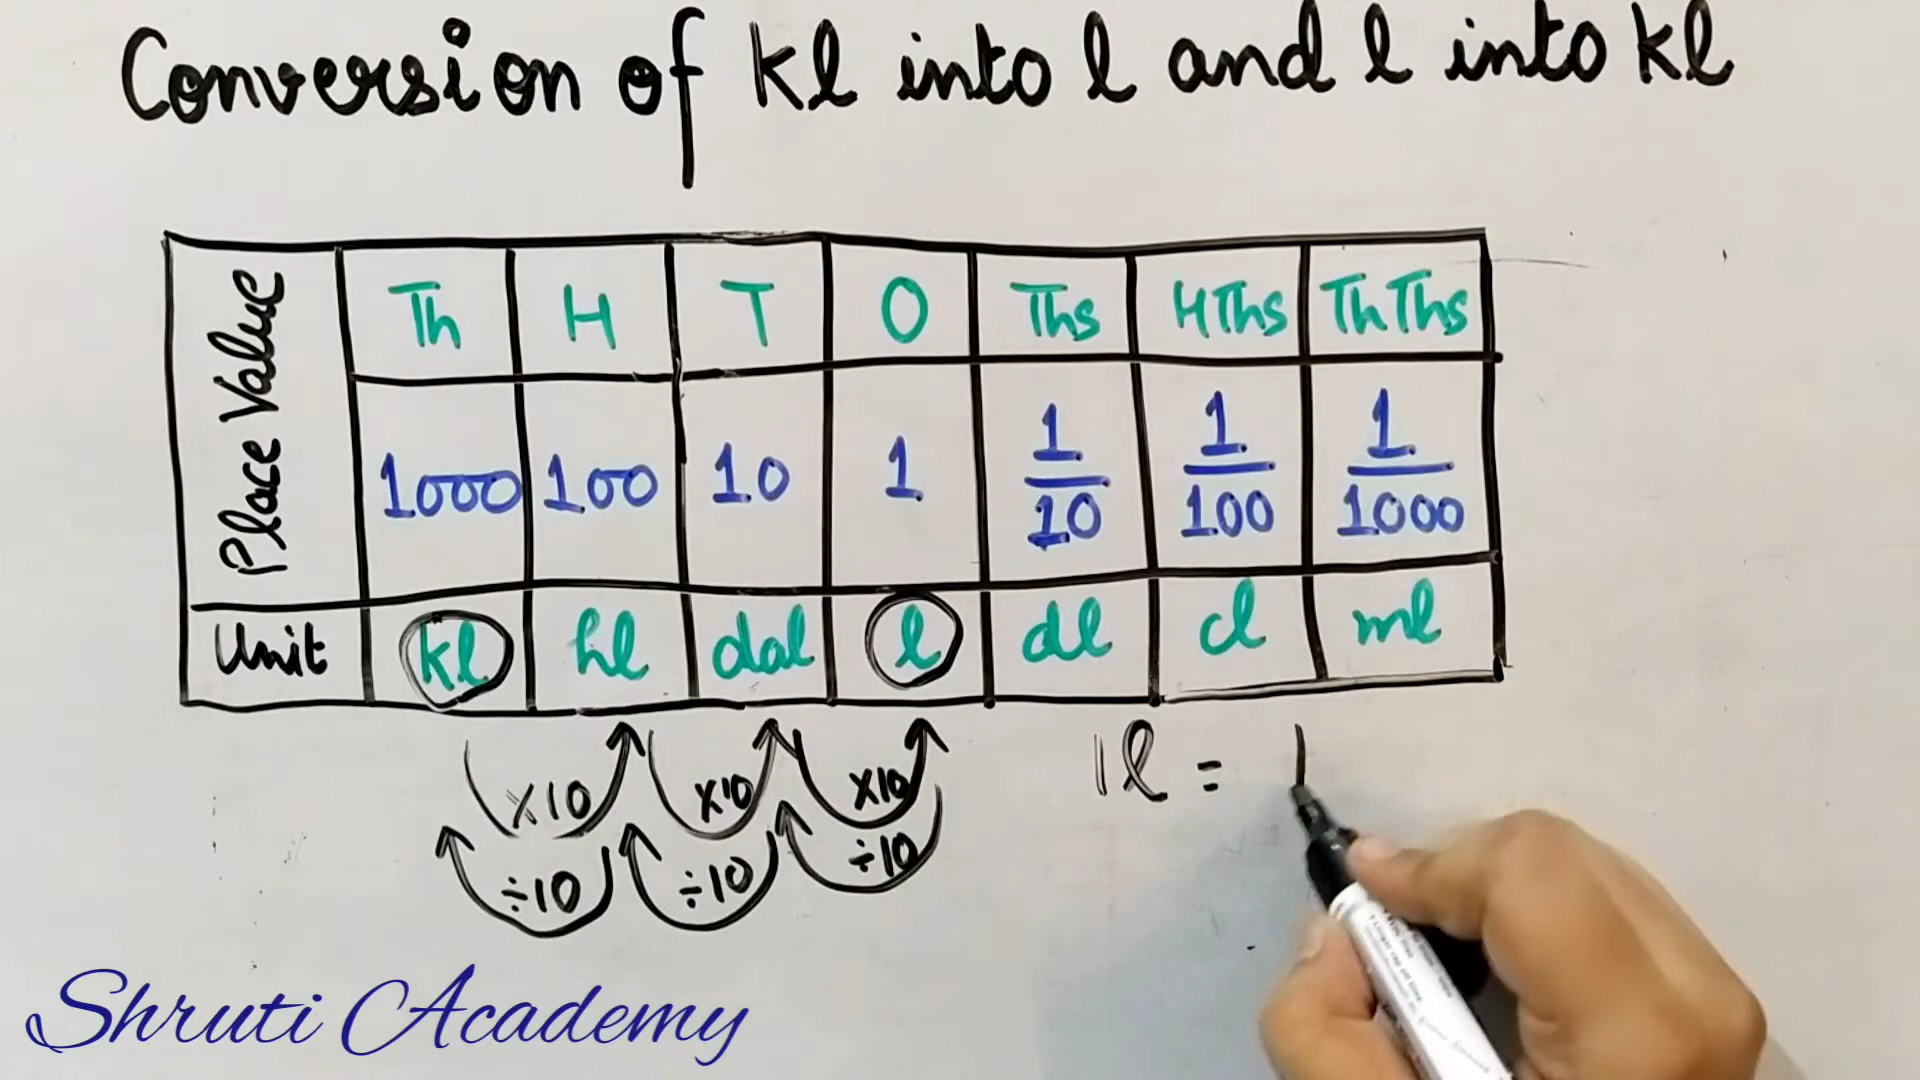 Conversion of kl into l and l into kl
Place Value
Th H T O Ths HThs ThThs
1000 100 10 1 1/10 1/100 1/1000
Unit kl hl dal l dl cl ml
×10 ×10 ×10
÷10 ÷10 ÷10
1l = 1
Shruti Academy